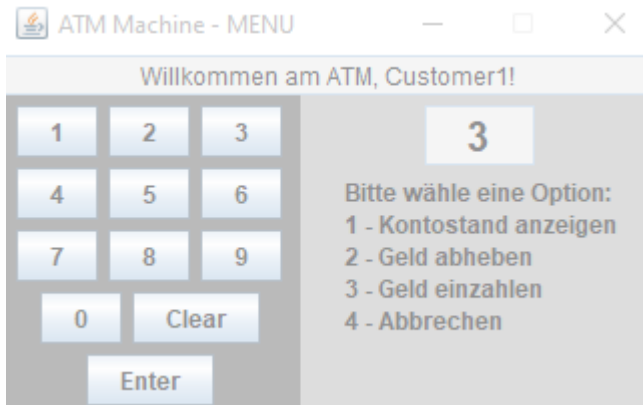 ATM Machine - MENU
Willkommen am ATM, Customer1!
1 2 3
4 5 6
7 8 9
0 Clear
Enter
3
Bitte wähle eine Option:
1 - Kontostand anzeigen
2 - Geld abheben
3 - Geld einzahlen
4 - Abbrechen